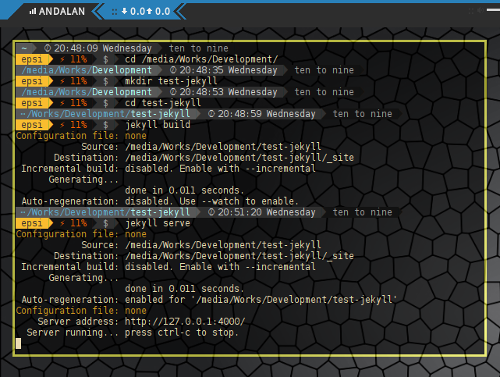 ANDALAN :: 0.0 0.0
~ 20:48:09 Wednesday ten to nine
epsi 11% $ cd /media/Works/Development/
/media/Works/Development 20:48:35 Wednesday ten to nine
epsi 11% $ mkdir test-jekyll
/media/Works/Development 20:48:53 Wednesday ten to nine
epsi 11% $ cd test-jekyll
~/Works/Development/test-jekyll 20:48:59 Wednesday ten to nine
epsi 11% $ jekyll build
Configuration file: none
Source: /media/Works/Development/test-jekyll
Destination: /media/Works/Development/test-jekyll/_site
Incremental build: disabled. Enable with --incremental
Generating...
done in 0.011 seconds.
Auto-regeneration: disabled. Use --watch to enable.
~/Works/Development/test-jekyll 20:51:20 Wednesday ten to nine
epsi 11% $ jekyll serve
Configuration file: none
Source: /media/Works/Development/test-jekyll
Destination: /media/Works/Development/test-jekyll/_site
Incremental build: disabled. Enable with --incremental
Generating...
done in 0.011 seconds.
Auto-regeneration: enabled for '/media/Works/Development/test-jekyll'
Configuration file: none
Server address: http://127.0.0.1:4000/
Server running... press ctrl-c to stop.